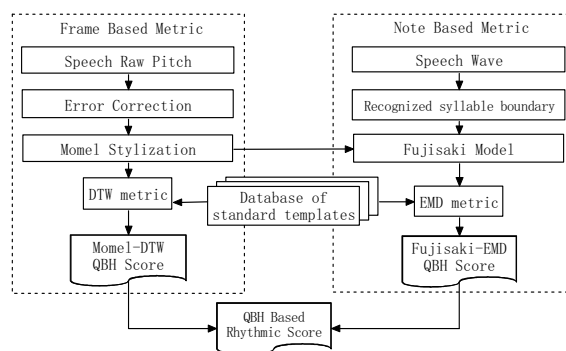 Frame Based Metric
Speech Raw Pitch
Error Correction
Momel Stylization
DTW metric
Momel-DTW
QBH Score
Note Based Metric
Speech Wave
Recognized syllable boundary
Fujisaki Model
EMD metric
Fujisaki-EMD
QBH Score
Database of
standard templates
QBH Based
Rhythmic Score